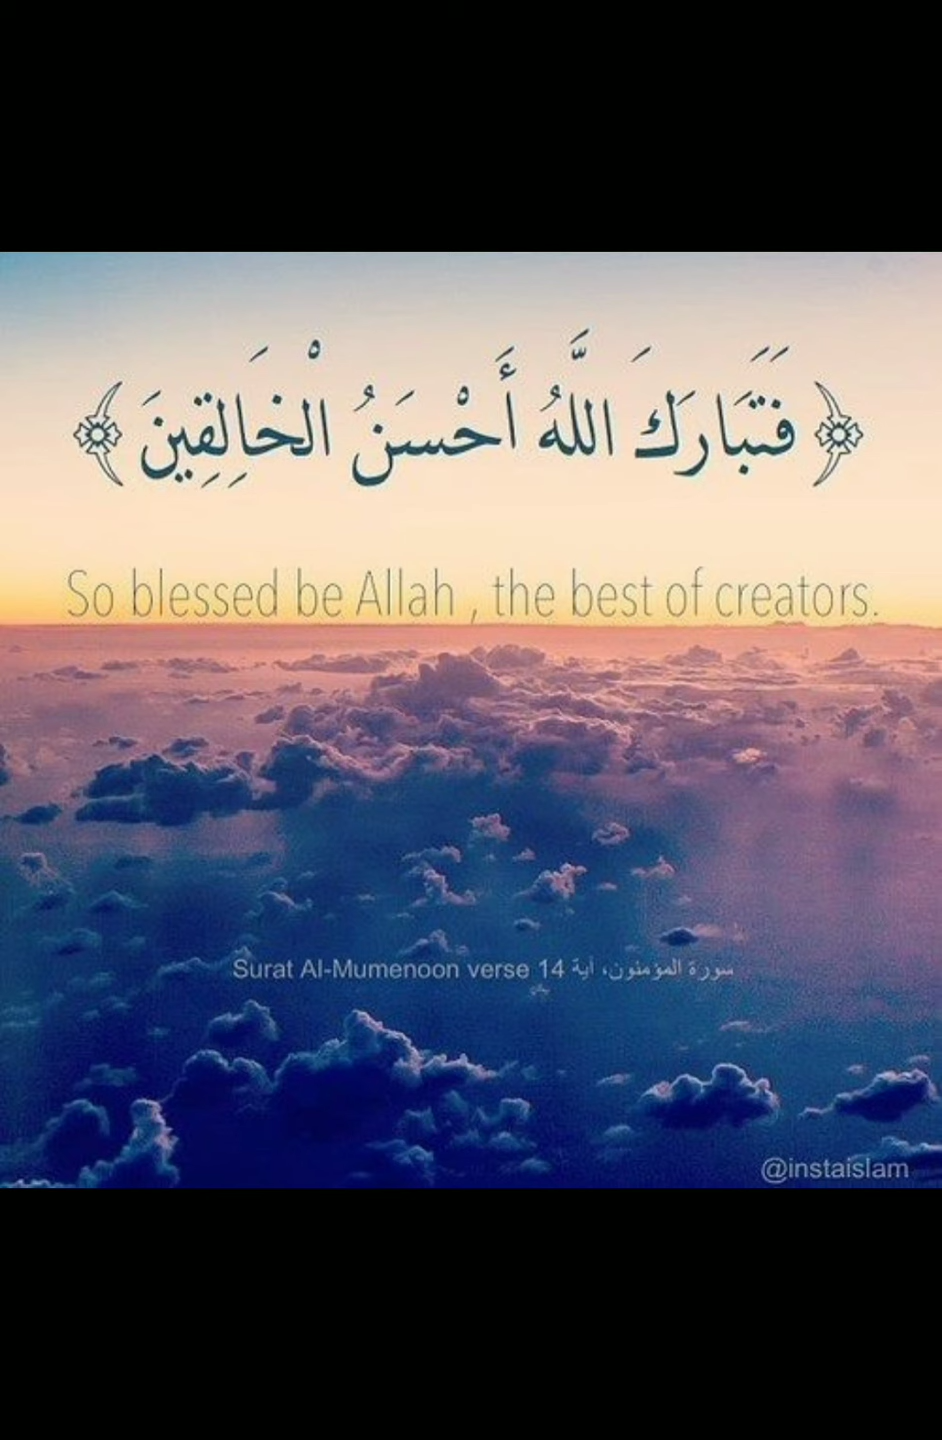 ﴿ فَتَبَارَكَ اللَّهُ أَحْسَنُ الْخَالِقِينَ ﴾
So blessed be Allah , the best of creators.
Surat Al-Mumenoon verse 14 سورة المؤمنون، آية
@instaislam